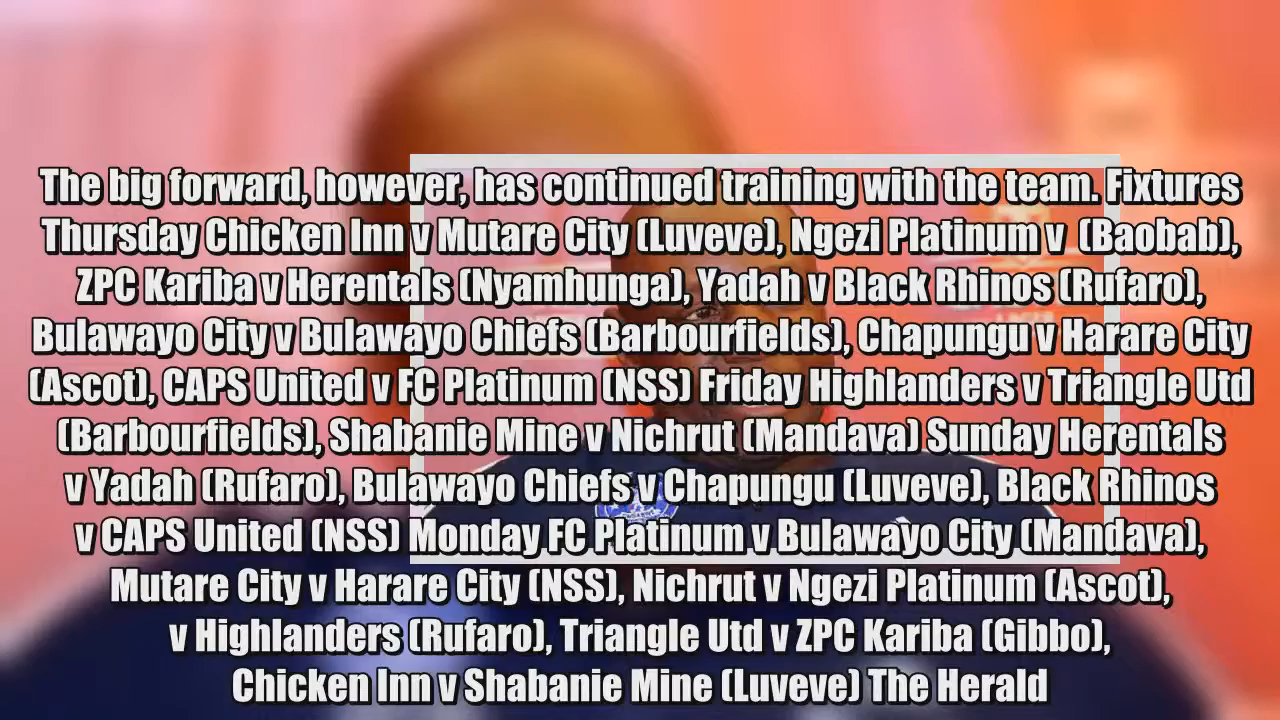 The big forward, however, has continued training with the team. Fixtures
Thursday Chicken Inn v Mutare City (Luveve), Ngezi Platinum v (Baobab),
ZPC Kariba v Herentals (Nyamhunga), Yadah v Black Rhinos (Rufaro),
Bulawayo City v Bulawayo Chiefs (Barbourfields), Chapungu v Harare City
(Ascot), CAPS United v FC Platinum (NSS) Friday Highlanders v Triangle Utd
(Barbourfields), Shabanie Mine v Nichrut (Mandava) Sunday Herentals
v Yadah (Rufaro), Bulawayo Chiefs v Chapungu (Luveve), Black Rhinos
v CAPS United (NSS) Monday FC Platinum v Bulawayo City (Mandava),
Mutare City v Harare City (NSS), Nichrut v Ngezi Platinum (Ascot),
v Highlanders (Rufaro), Triangle Utd v ZPC Kariba (Gibbo),
Chicken Inn v Shabanie Mine (Luveve) The Herald